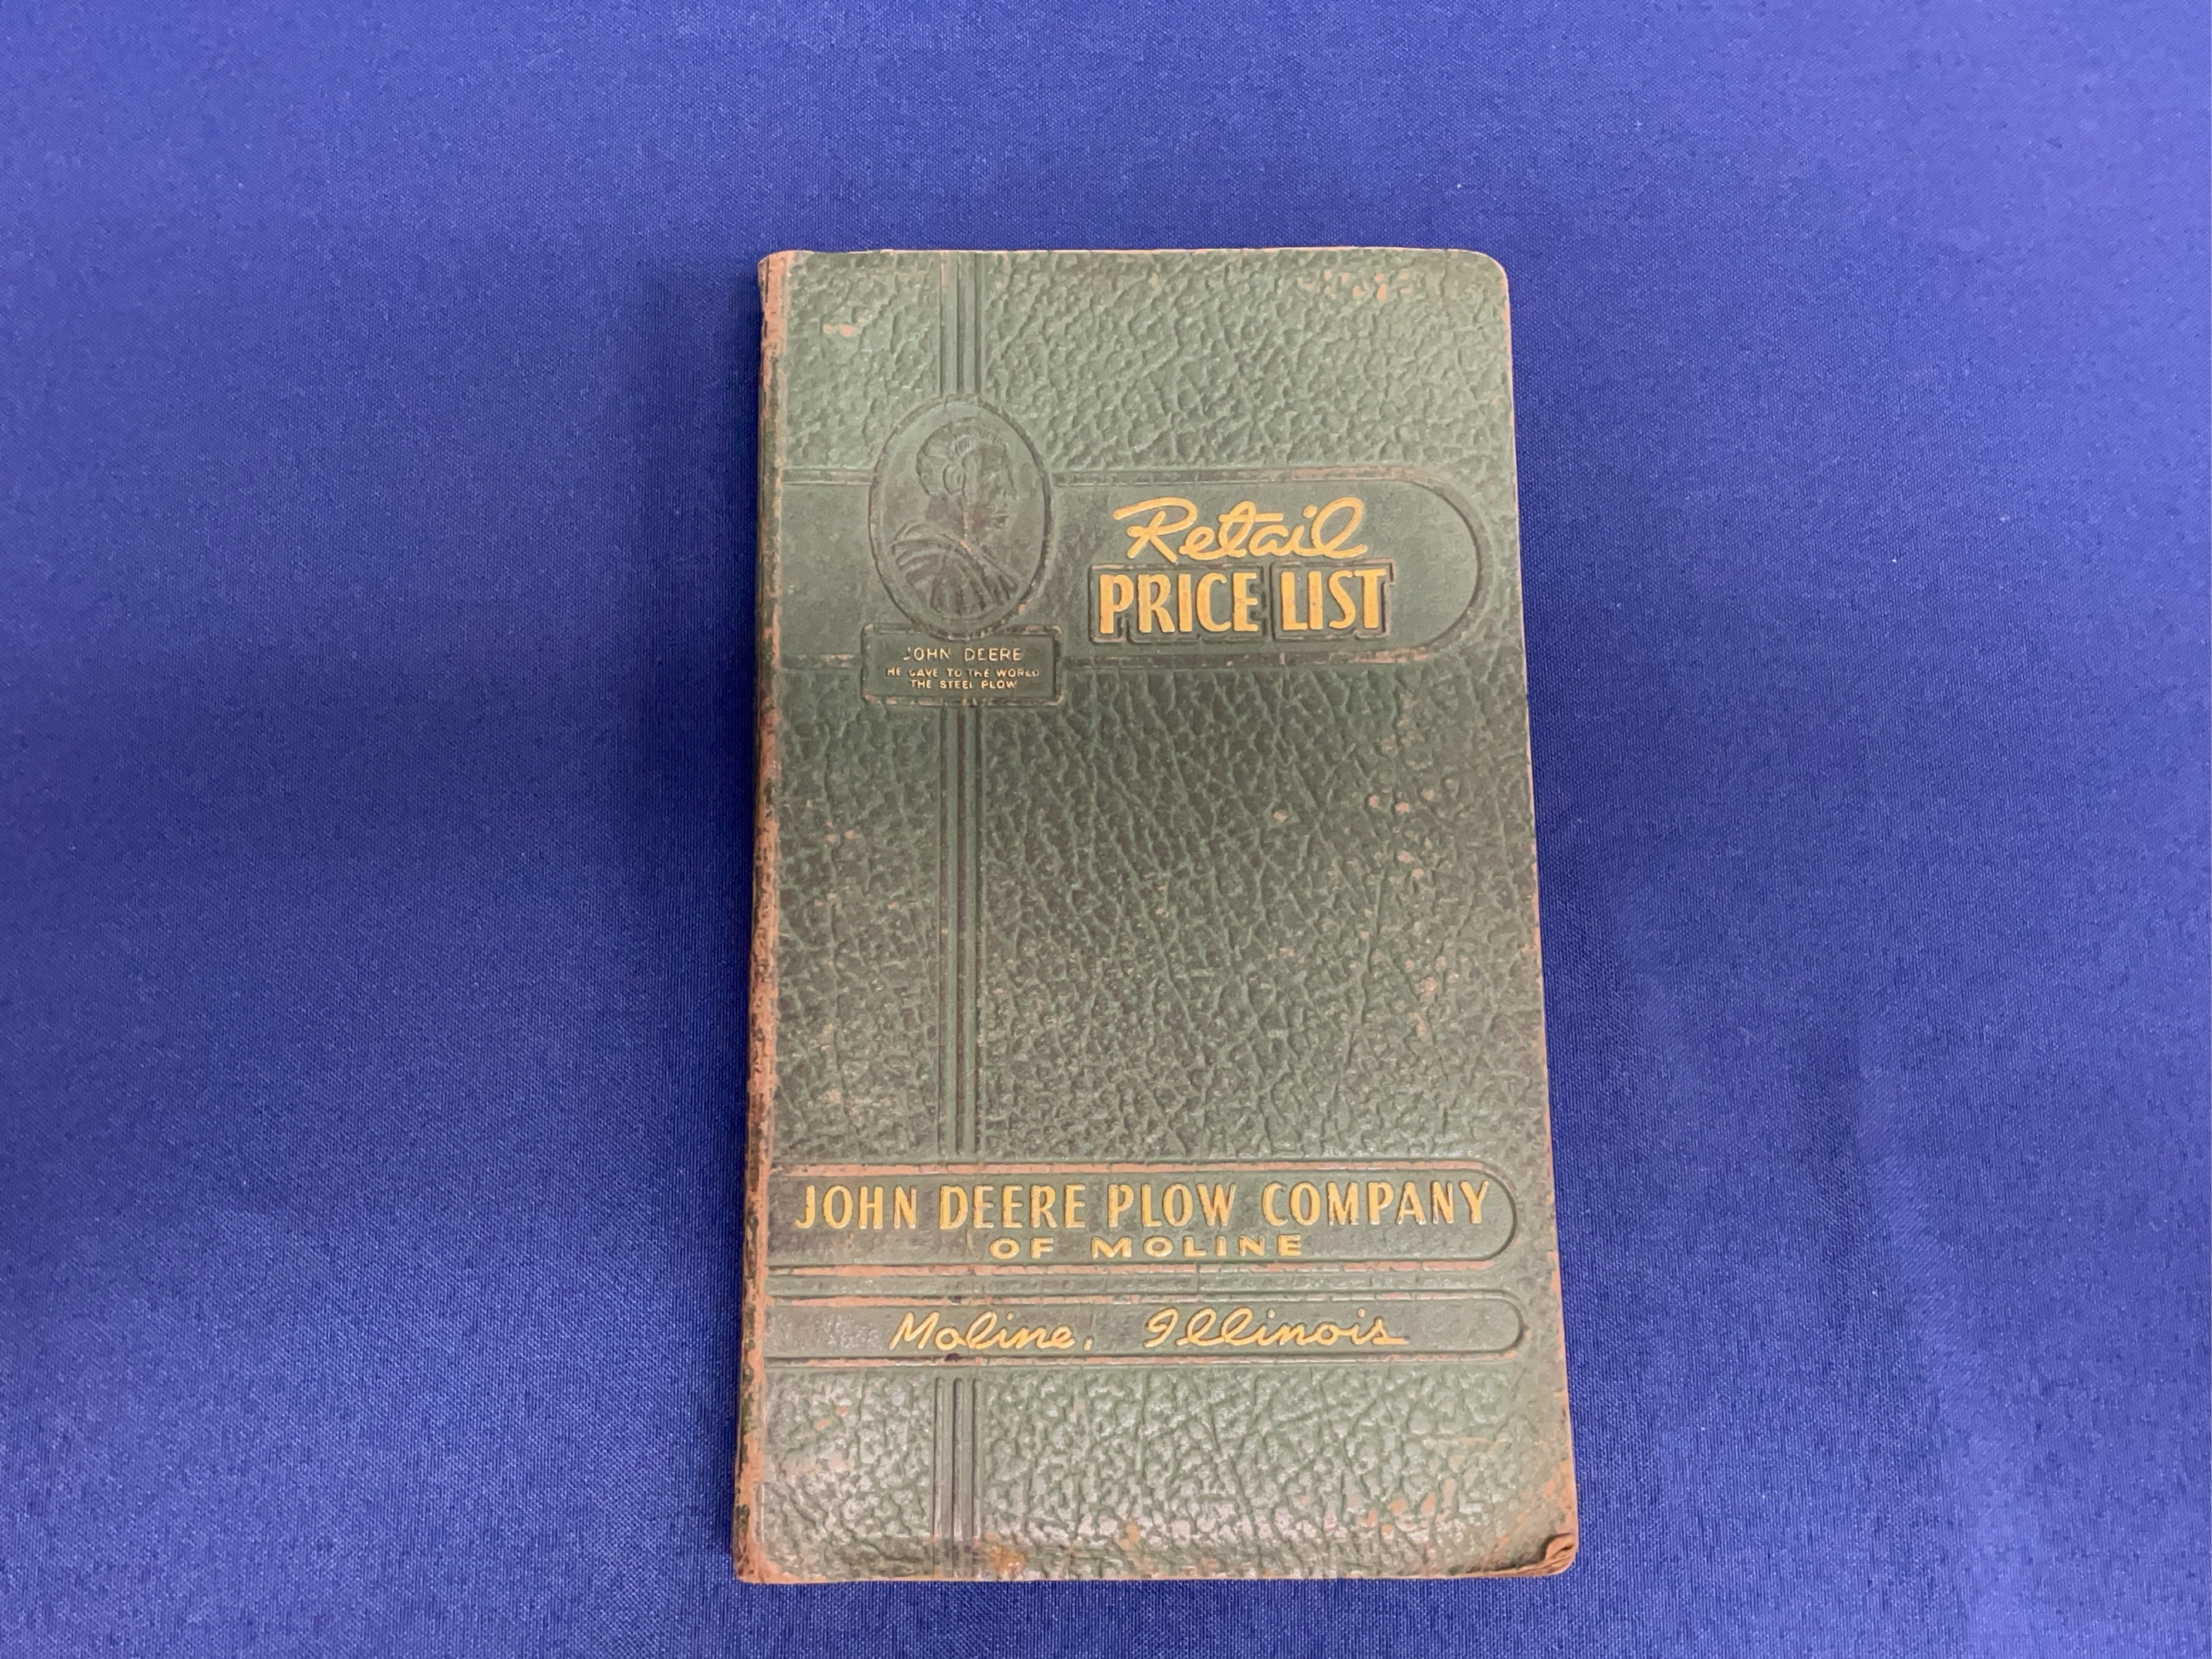 Retail
PRICE LIST
JOHN DEERE
HE GAVE TO THE WORLD
THE STEEL PLOW
JOHN DEERE PLOW COMPANY
OF MOLINE
Moline, Illinois